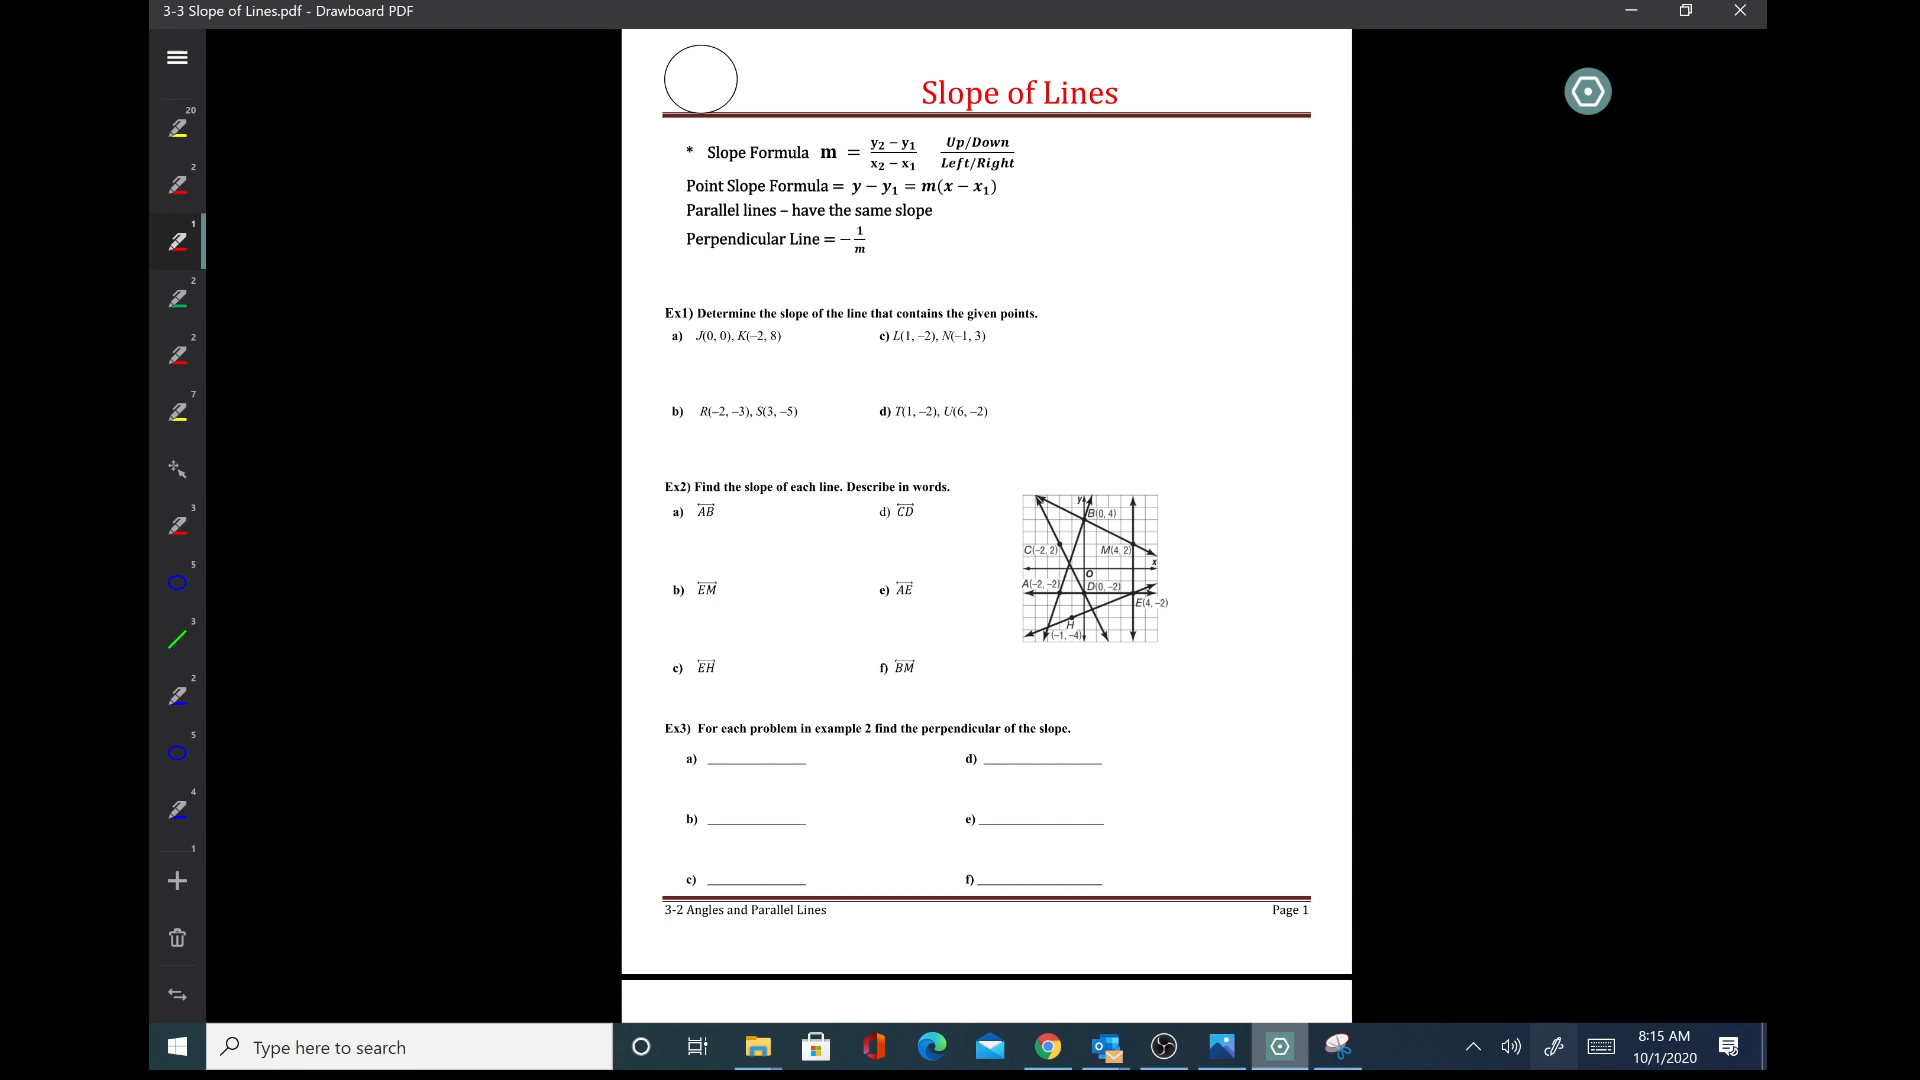 3-3 Slope of Lines.pdf - Drawboard PDF
20
2
1
2
2
7
3
5
3
2
5
4
1
Slope of Lines
* Slope Formula m = y₂ − y₁ / x₂ − x₁ Up/Down / Left/Right
Point Slope Formula = y − y₁ = m(x − x₁)
Parallel lines – have the same slope
Perpendicular Line = − 1/m
Ex1) Determine the slope of the line that contains the given points.
a) J(0, 0), K(–2, 8) c) L(1, –2), N(–1, 3)
b) R(–2, –3), S(3, –5) d) T(1, –2), U(6, –2)
Ex2) Find the slope of each line. Describe in words.
a) AB d) CD
b) EM e) AE
c) EH f) BM
y
B(0, 4)
C(–2, 2) M(4, 2)
x
O
A(–2, –2) D(0, –2)
E(4, –2)
H
(–1, –4)
Ex3) For each problem in example 2 find the perpendicular of the slope.
a) ______________ d) ______________
b) ______________ e) ______________
c) ______________ f) ______________
3-2 Angles and Parallel Lines Page 1
Type here to search
8:15 AM
10/1/2020